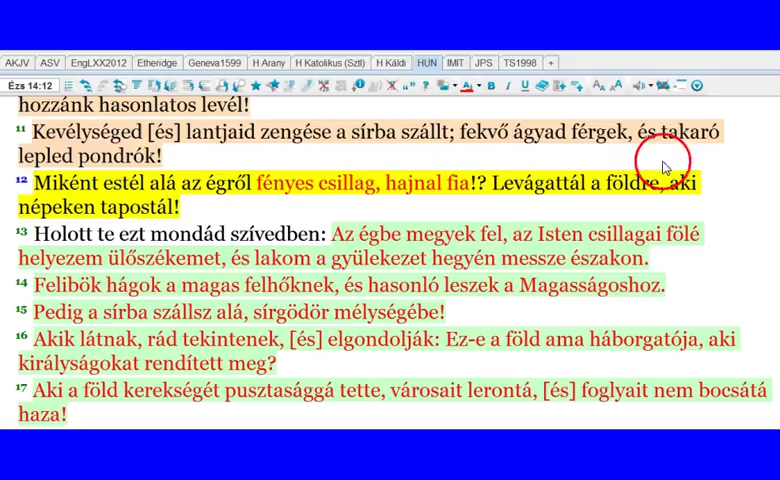 AKJV ASV EngLXX2012 Etheridge Geneva1599 H Arany H Katolikus (SztI) H Káldi HUN IMIT JPS TS1998 +
Ézs 14:12
hozzánk hasonlatos levél!
11 Kevélységed [és] lantjaid zengése a sírba szállt; fekvő ágyad férgek, és takaró
lepled pondrók!
12 Miként estél alá az égről fényes csillag, hajnal fia!? Levágattál a földre, aki
népeken tapostál!
13 Holott te ezt mondád szívedben: Az égbe megyek fel, az Isten csillagai fölé
helyezem ülőszékemet, és lakom a gyülekezet hegyén messze északon.
14 Felibök hágok a magas felhőknek, és hasonló leszek a Magasságoshoz.
15 Pedig a sírba szállsz alá, sírgödör mélységébe!
16 Akik látnak, rád tekintenek, [és] elgondolják: Ez-e a föld ama háborgatója, aki
királyságokat rendített meg?
17 Aki a föld kerekségét pusztasággá tette, városait lerontá, [és] foglyait nem bocsátá
haza!